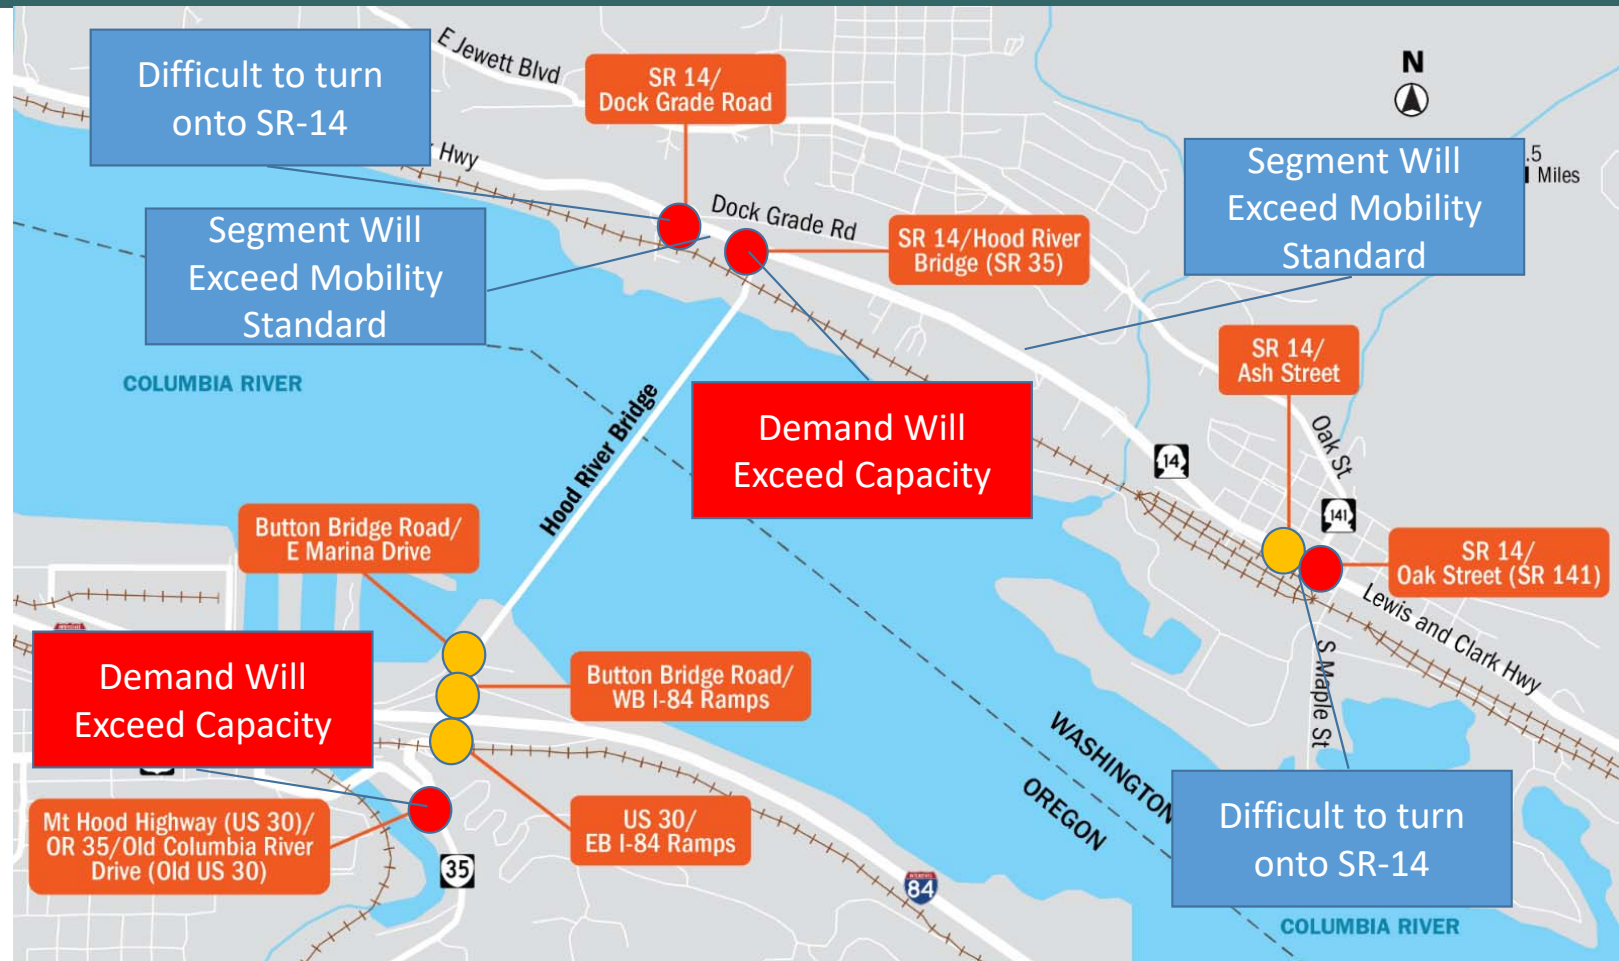 E Jewett Blvd
N
Difficult to turn
onto SR-14
SR 14/
Dock Grade Road
Hwy
.5
Miles
Segment Will
Exceed Mobility
Standard
Dock Grade Rd
Segment Will
Exceed Mobility
Standard
SR 14/Hood River
Bridge (SR 35)
COLUMBIA RIVER
SR 14/
Ash Street
Hood River Bridge
Demand Will
Exceed Capacity
Oak St
14
141
Button Bridge Road/
E Marina Drive
SR 14/
Oak Street (SR 141)
Lewis and Clark Hwy
S Maple St
Demand Will
Exceed Capacity
Button Bridge Road/
WB I-84 Ramps
WASHINGTON
OREGON
Mt Hood Highway (US 30)/
OR 35/Old Columbia River
Drive (Old US 30)
US 30/
EB I-84 Ramps
35
84
Difficult to turn
onto SR-14
COLUMBIA RIVER